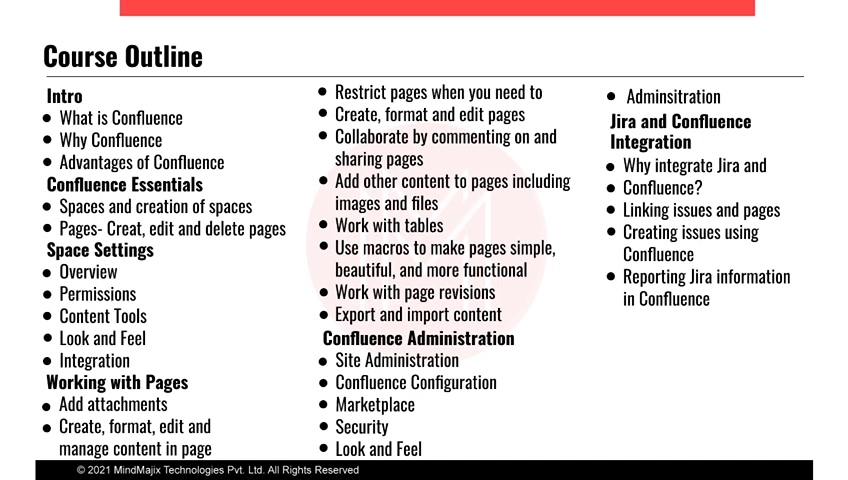 Course Outline
Intro
• What is Confluence
• Why Confluence
• Advantages of Confluence
Confluence Essentials
• Spaces and creation of spaces
• Pages- Creat, edit and delete pages
Space Settings
• Overview
• Permissions
• Content Tools
• Look and Feel
• Integration
Working with Pages
• Add attachments
• Create, format, edit and
manage content in page
• Restrict pages when you need to
• Create, format and edit pages
• Collaborate by commenting on and
sharing pages
• Add other content to pages including
images and files
• Work with tables
• Use macros to make pages simple,
beautiful, and more functional
• Work with page revisions
• Export and import content
Confluence Administration
• Site Administration
• Confluence Configuration
• Marketplace
• Security
• Look and Feel
• Adminsitration
Jira and Confluence
Integration
• Why integrate Jira and
• Confluence?
• Linking issues and pages
• Creating issues using
Confluence
• Reporting Jira information
in Confluence
© 2021 MindMajix Technologies Pvt. Ltd. All Rights Reserved